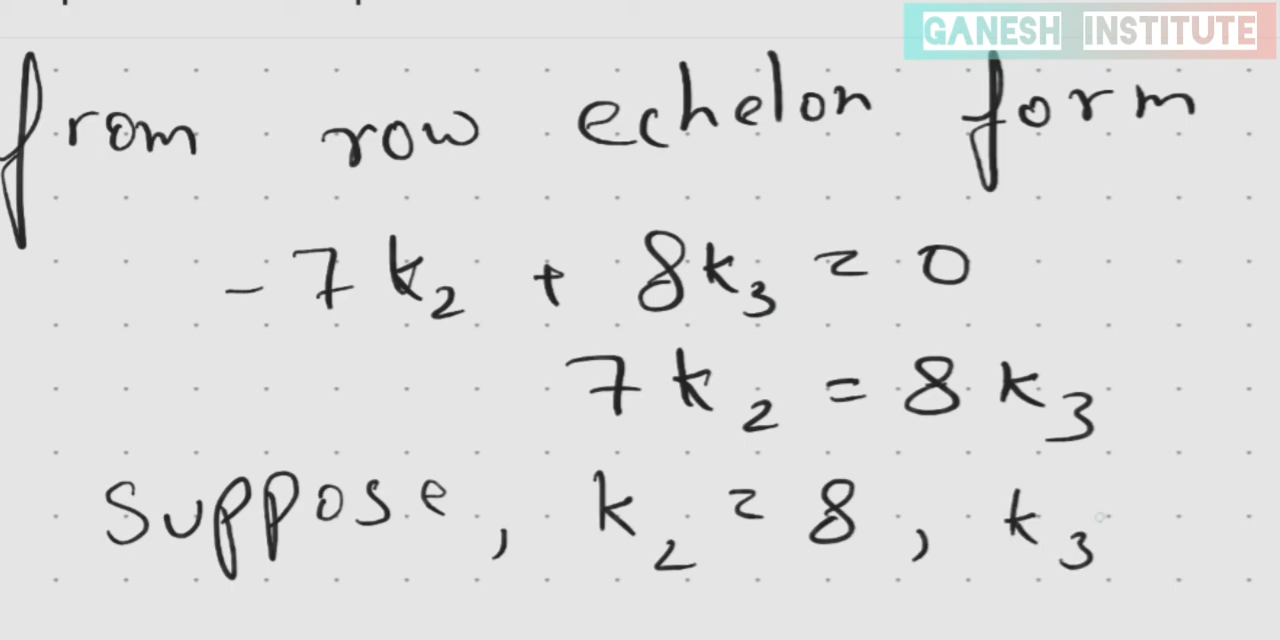 GANESH INSTITUTE
from row echelon form
-7k₂ + 8k₃ = 0
7k₂ = 8k₃
suppose, k₂ = 8, k₃